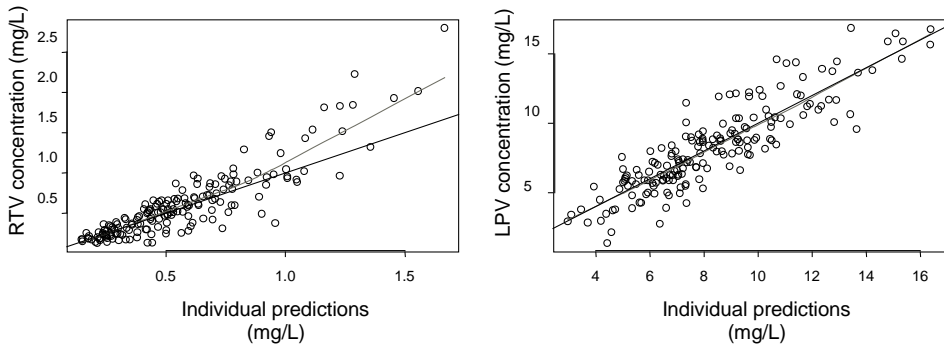 RTV concentration (mg/L)
2.5
2.0
1.5
1.0
0.5
0.5 1.0 1.5
Individual predictions
(mg/L)
LPV concentration (mg/L)
15
10
5
4 6 8 10 12 14 16
Individual predictions
(mg/L)